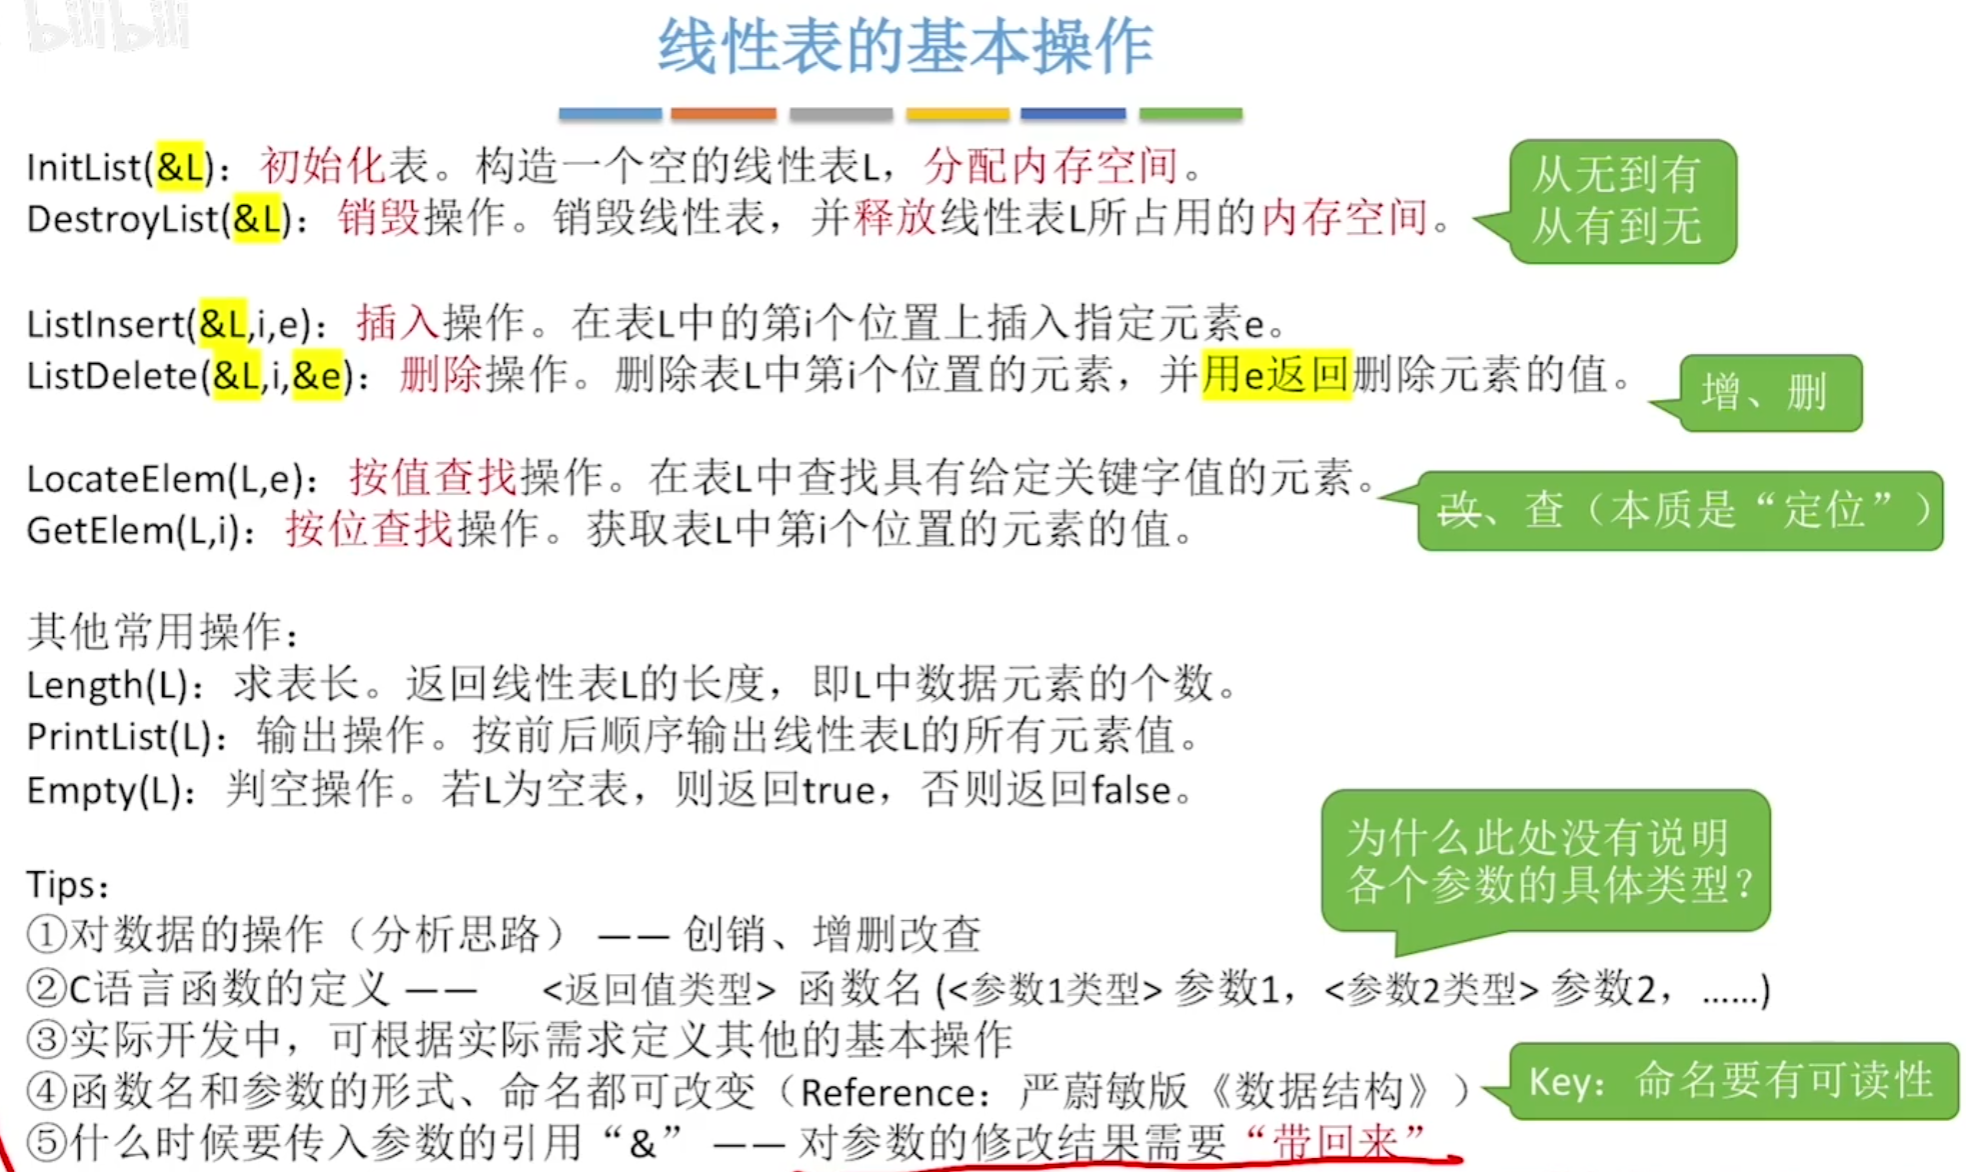 bilibili
线性表的基本操作
InitList(&L)：初始化表。构造一个空的线性表L，分配内存空间。
DestroyList(&L)：销毁操作。销毁线性表，并释放线性表L所占用的内存空间。
从无到有
从有到无
ListInsert(&L,i,e)：插入操作。在表L中的第i个位置上插入指定元素e。
ListDelete(&L,i,&e)：删除操作。删除表L中第i个位置的元素，并用e返回删除元素的值。
增、删
LocateElem(L,e)：按值查找操作。在表L中查找具有给定关键字值的元素。
GetElem(L,i)：按位查找操作。获取表L中第i个位置的元素的值。
改、查（本质是“定位”）
其他常用操作：
Length(L)：求表长。返回线性表L的长度，即L中数据元素的个数。
PrintList(L)：输出操作。按前后顺序输出线性表L的所有元素值。
Empty(L)：判空操作。若L为空表，则返回true，否则返回false。
为什么此处没有说明
各个参数的具体类型？
Tips：
①对数据的操作（分析思路） —— 创销、增删改查
②C语言函数的定义 —— <返回值类型> 函数名 (<参数1类型> 参数1，<参数2类型> 参数2，……)
③实际开发中，可根据实际需求定义其他的基本操作
④函数名和参数的形式、命名都可改变（Reference：严蔚敏版《数据结构》）
Key：命名要有可读性
⑤什么时候要传入参数的引用“&” —— 对参数的修改结果需要“带回来”